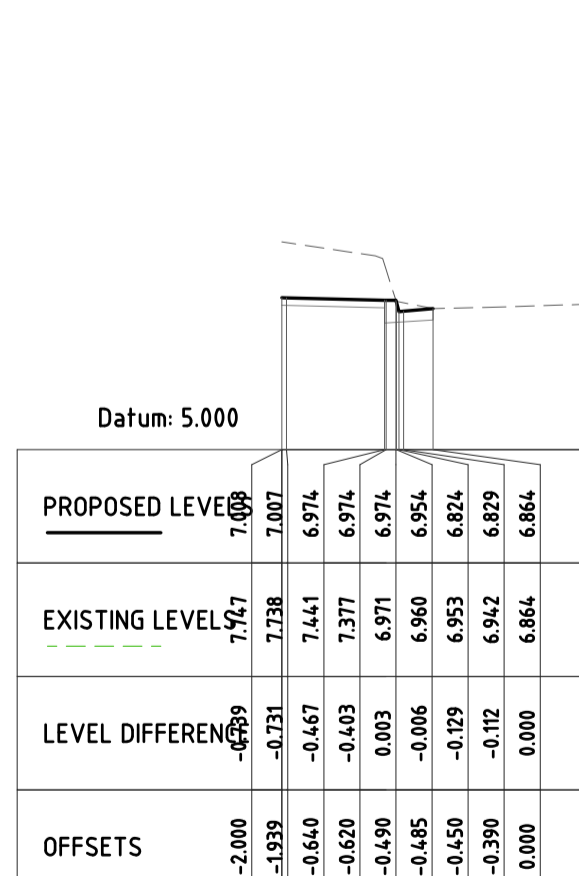 Datum: 5.000
PROPOSED LEVELS 7.008 7.007 6.974 6.974 6.974 6.954 6.824 6.829 6.864
EXISTING LEVELS 7.747 7.738 7.441 7.377 6.971 6.960 6.953 6.942 6.864
LEVEL DIFFERENCE -0.739 -0.731 -0.467 -0.403 0.003 -0.006 -0.129 -0.112 0.000
OFFSETS -2.000 -1.939 -0.640 -0.620 -0.490 -0.485 -0.450 -0.390 0.000